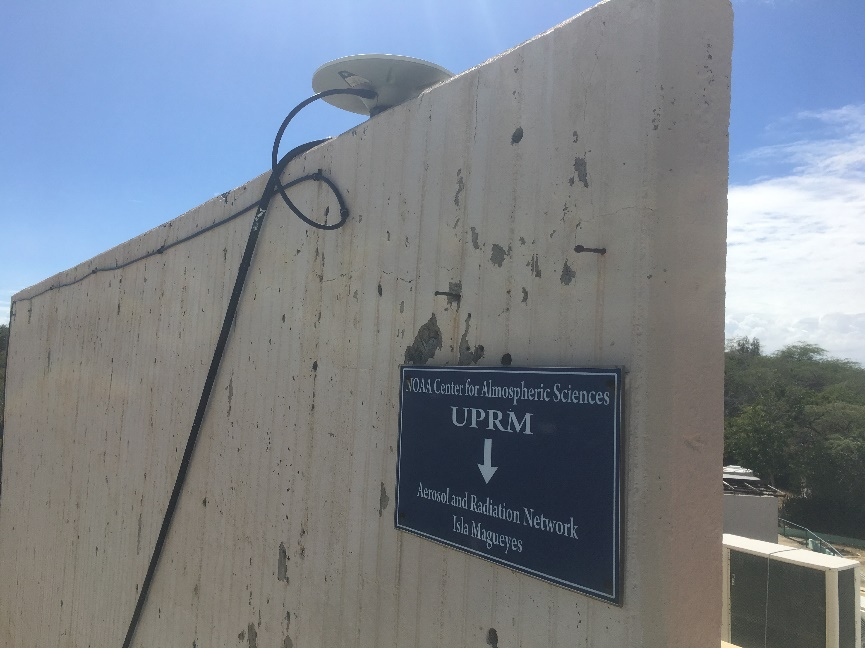 NOAA Center for Almospheric Sciences
UPRM
Aerosol and Radiation Network
Isla Magueyes